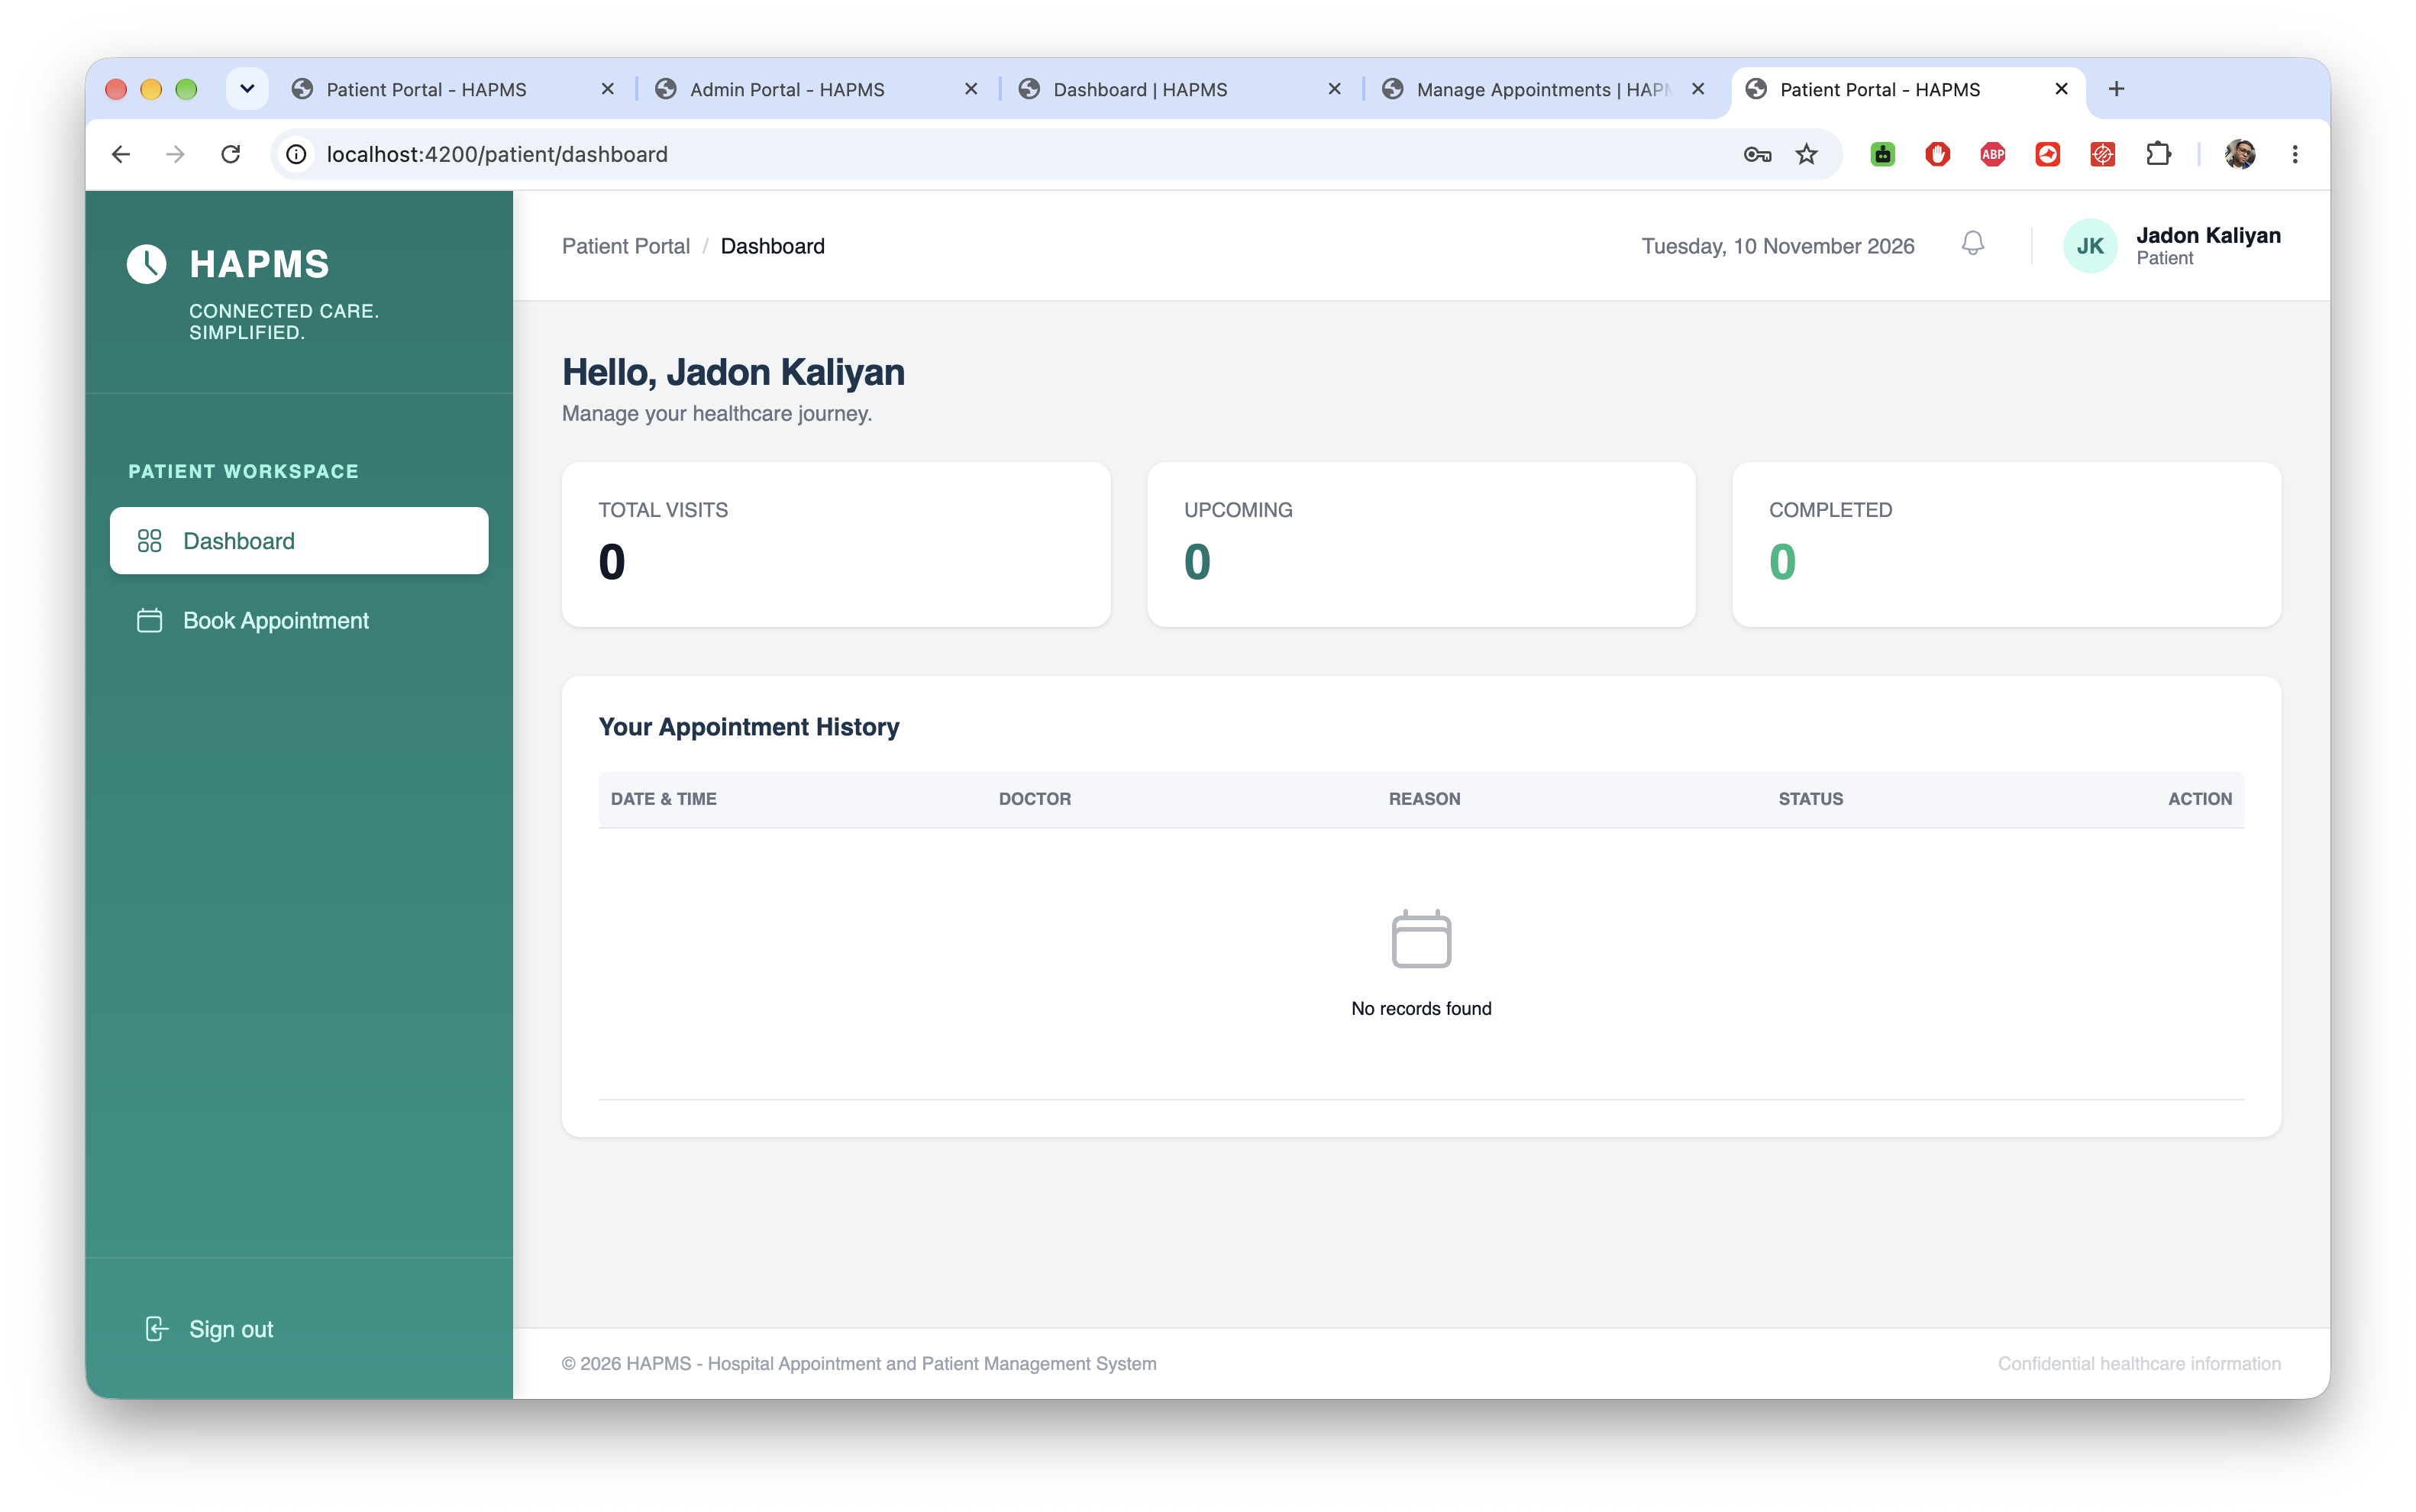 Patient Portal - HAPMS
Admin Portal - HAPMS
Dashboard | HAPMS
Manage Appointments | HAPM
Patient Portal - HAPMS
localhost:4200/patient/dashboard
ABP
HAPMS
CONNECTED CARE.
SIMPLIFIED.
PATIENT WORKSPACE
Dashboard
Book Appointment
Sign out
Patient Portal / Dashboard
Tuesday, 10 November 2026
JK
Jadon Kaliyan
Patient
Hello, Jadon Kaliyan
Manage your healthcare journey.
TOTAL VISITS
0
UPCOMING
0
COMPLETED
0
Your Appointment History
DATE & TIME DOCTOR REASON STATUS ACTION
No records found
© 2026 HAPMS - Hospital Appointment and Patient Management System
Confidential healthcare information